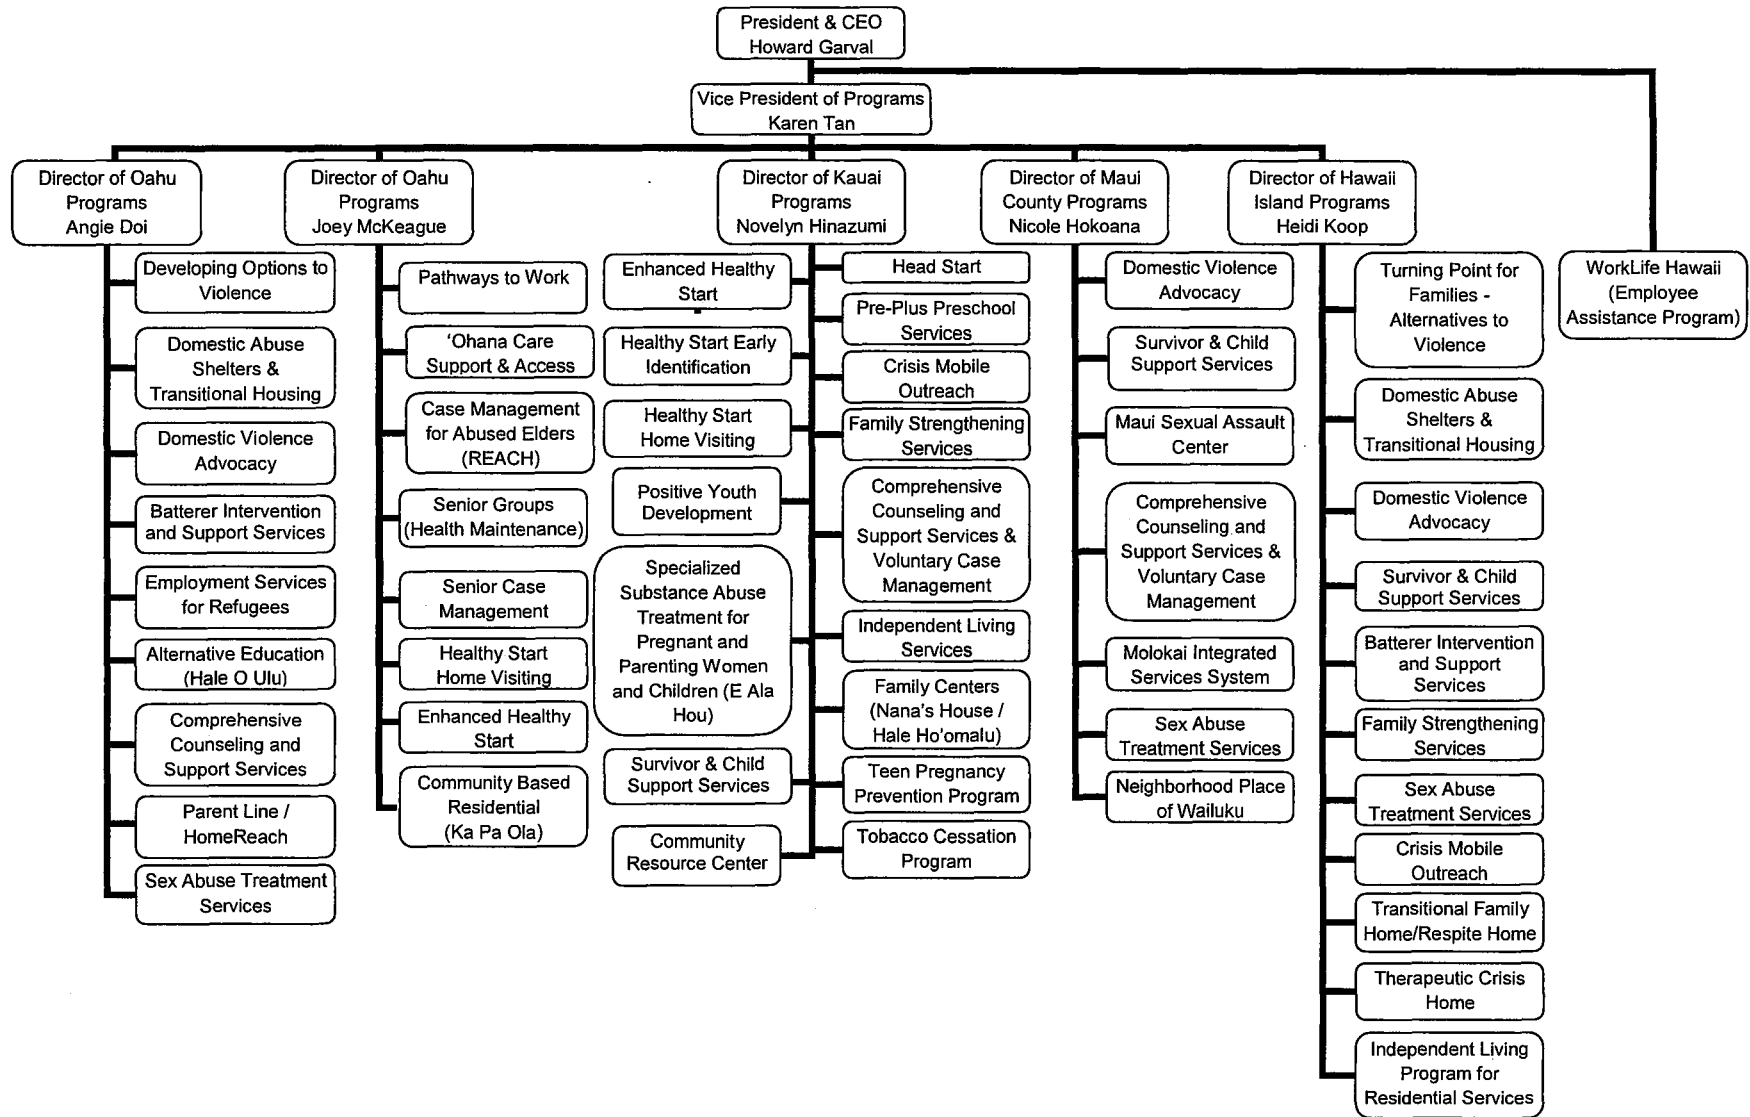 President & CEO
Howard Garval
Vice President of Programs
Karen Tan
Director of Oahu
Programs
Angie Doi
Developing Options to
Violence
Domestic Abuse
Shelters &
Transitional Housing
Domestic Violence
Advocacy
Batterer Intervention
and Support Services
Employment Services
for Refugees
Alternative Education
(Hale O Ulu)
Comprehensive
Counseling and
Support Services
Parent Line /
HomeReach
Sex Abuse Treatment
Services
Director of Oahu
Programs
Joey McKeague
Pathways to Work
'Ohana Care
Support & Access
Case Management
for Abused Elders
(REACH)
Senior Groups
(Health Maintenance)
Senior Case
Management
Healthy Start
Home Visiting
Enhanced Healthy
Start
Community Based
Residential
(Ka Pa Ola)
Director of Kauai
Programs
Novelyn Hinazumi
Enhanced Healthy
Start
Healthy Start Early
Identification
Healthy Start
Home Visiting
Positive Youth
Development
Specialized
Substance Abuse
Treatment for
Pregnant and
Parenting Women
and Children (E Ala
Hou)
Survivor & Child
Support Services
Community
Resource Center
Head Start
Pre-Plus Preschool
Services
Crisis Mobile
Outreach
Family Strengthening
Services
Comprehensive
Counseling and
Support Services &
Voluntary Case
Management
Independent Living
Services
Family Centers
(Nana's House /
Hale Ho'omalu)
Teen Pregnancy
Prevention Program
Tobacco Cessation
Program
Director of Maui
County Programs
Nicole Hokoana
Domestic Violence
Advocacy
Survivor & Child
Support Services
Maui Sexual Assault
Center
Comprehensive
Counseling and
Support Services &
Voluntary Case
Management
Molokai Integrated
Services System
Sex Abuse
Treatment Services
Neighborhood Place
of Wailuku
Director of Hawaii
Island Programs
Heidi Koop
Turning Point for
Families -
Alternatives to
Violence
Domestic Abuse
Shelters &
Transitional Housing
Domestic Violence
Advocacy
Survivor & Child
Support Services
Batterer Intervention
and Support
Services
Family Strengthening
Services
Sex Abuse
Treatment Services
Crisis Mobile
Outreach
Transitional Family
Home/Respite Home
Therapeutic Crisis
Home
Independent Living
Program for
Residential Services
WorkLife Hawaii
(Employee
Assistance Program)